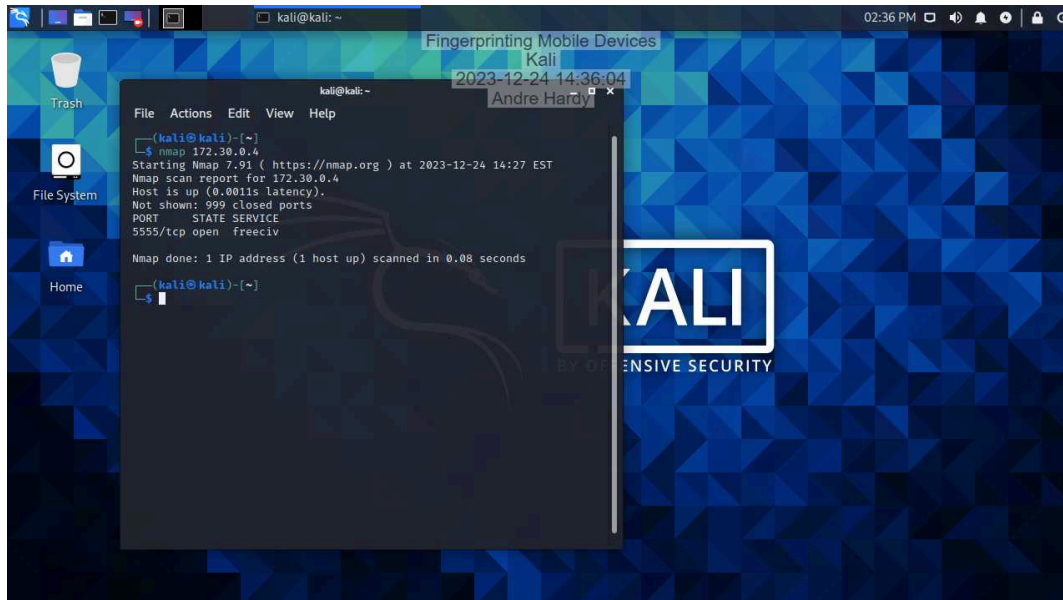 kali@kali: ~
02:36 PM
Fingerprinting Mobile Devices
Kali
2023-12-24 14:36:04
Andre Hardy
Trash
File System
Home
kali@kali: ~
File Actions Edit View Help
(kali㉿kali)-[~]
$ nmap 172.30.0.4
Starting Nmap 7.91 ( https://nmap.org ) at 2023-12-24 14:27 EST
Nmap scan report for 172.30.0.4
Host is up (0.0011s latency).
Not shown: 999 closed ports
PORT STATE SERVICE
5555/tcp open freeciv
Nmap done: 1 IP address (1 host up) scanned in 0.08 seconds
(kali㉿kali)-[~]
$
KALI
BY OFFENSIVE SECURITY